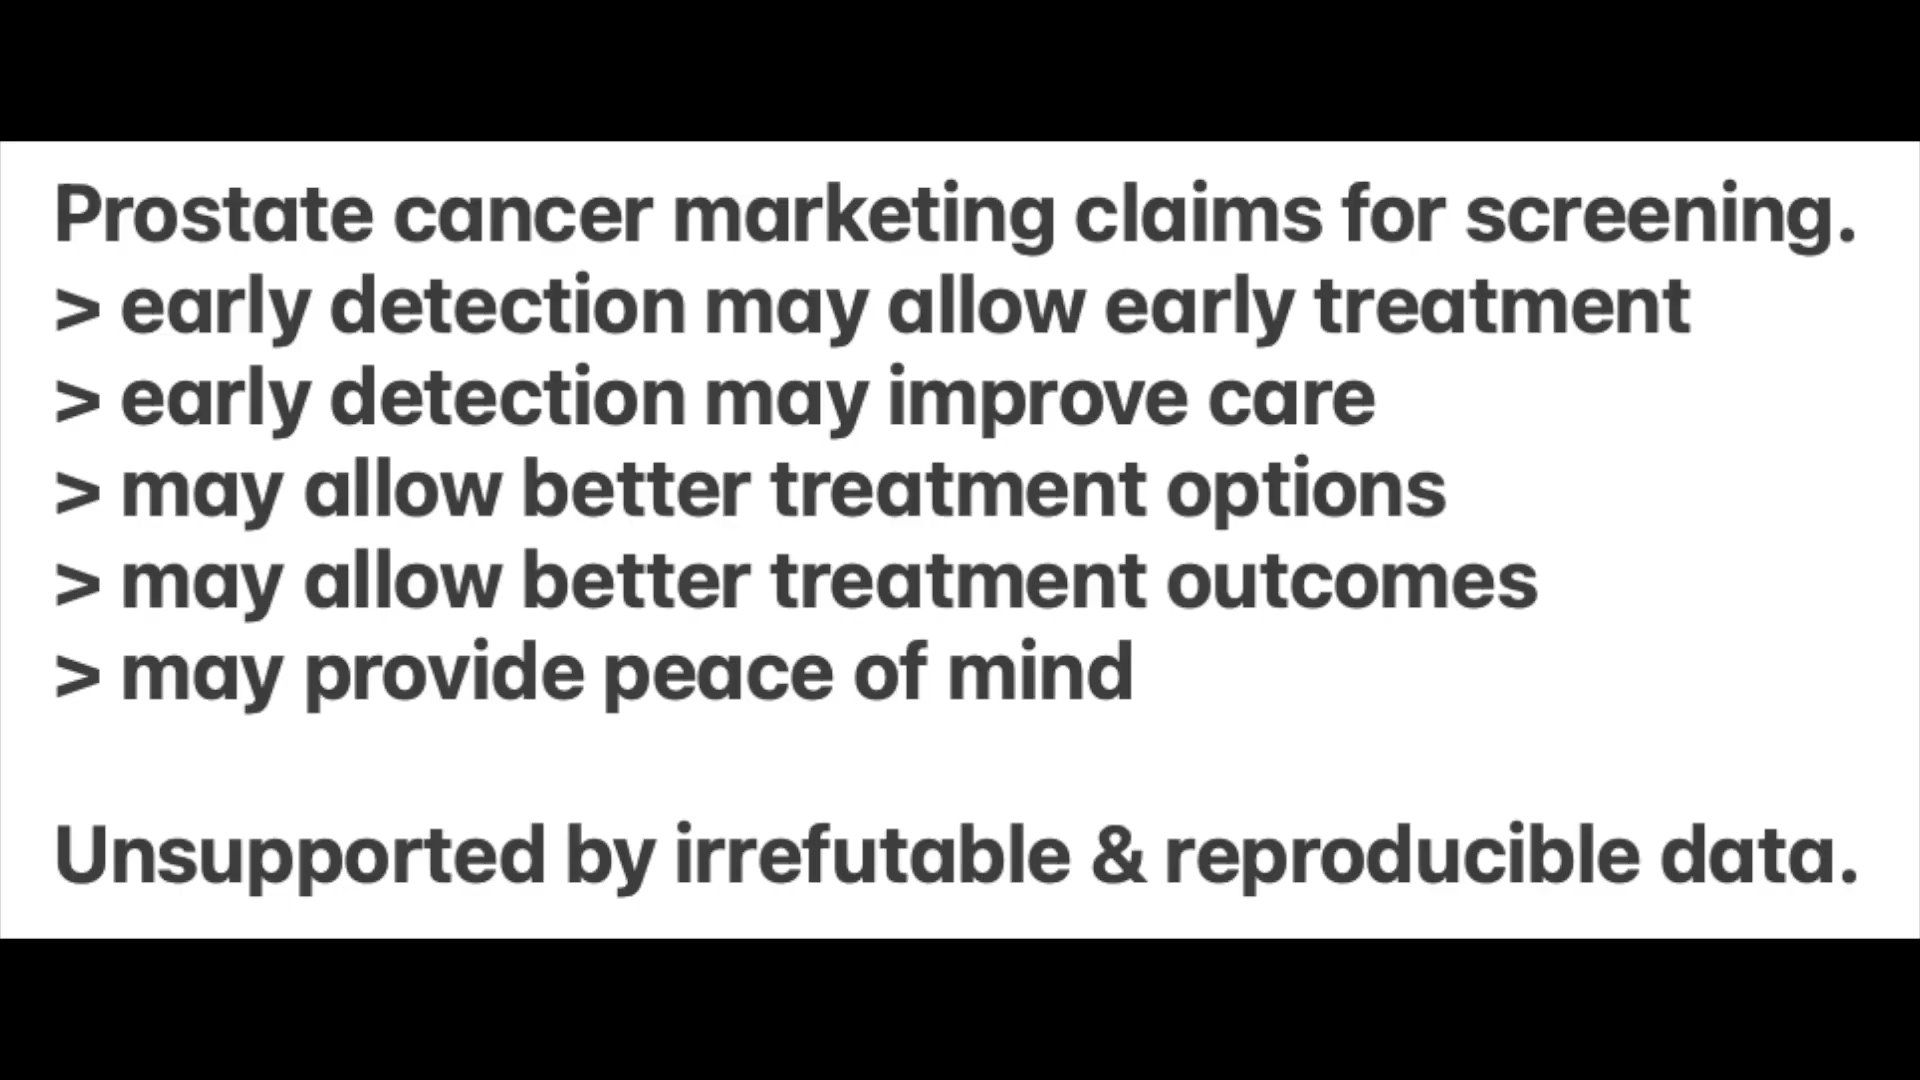 Prostate cancer marketing claims for screening.
> early detection may allow early treatment
> early detection may improve care
> may allow better treatment options
> may allow better treatment outcomes
> may provide peace of mind
Unsupported by irrefutable & reproducible data.